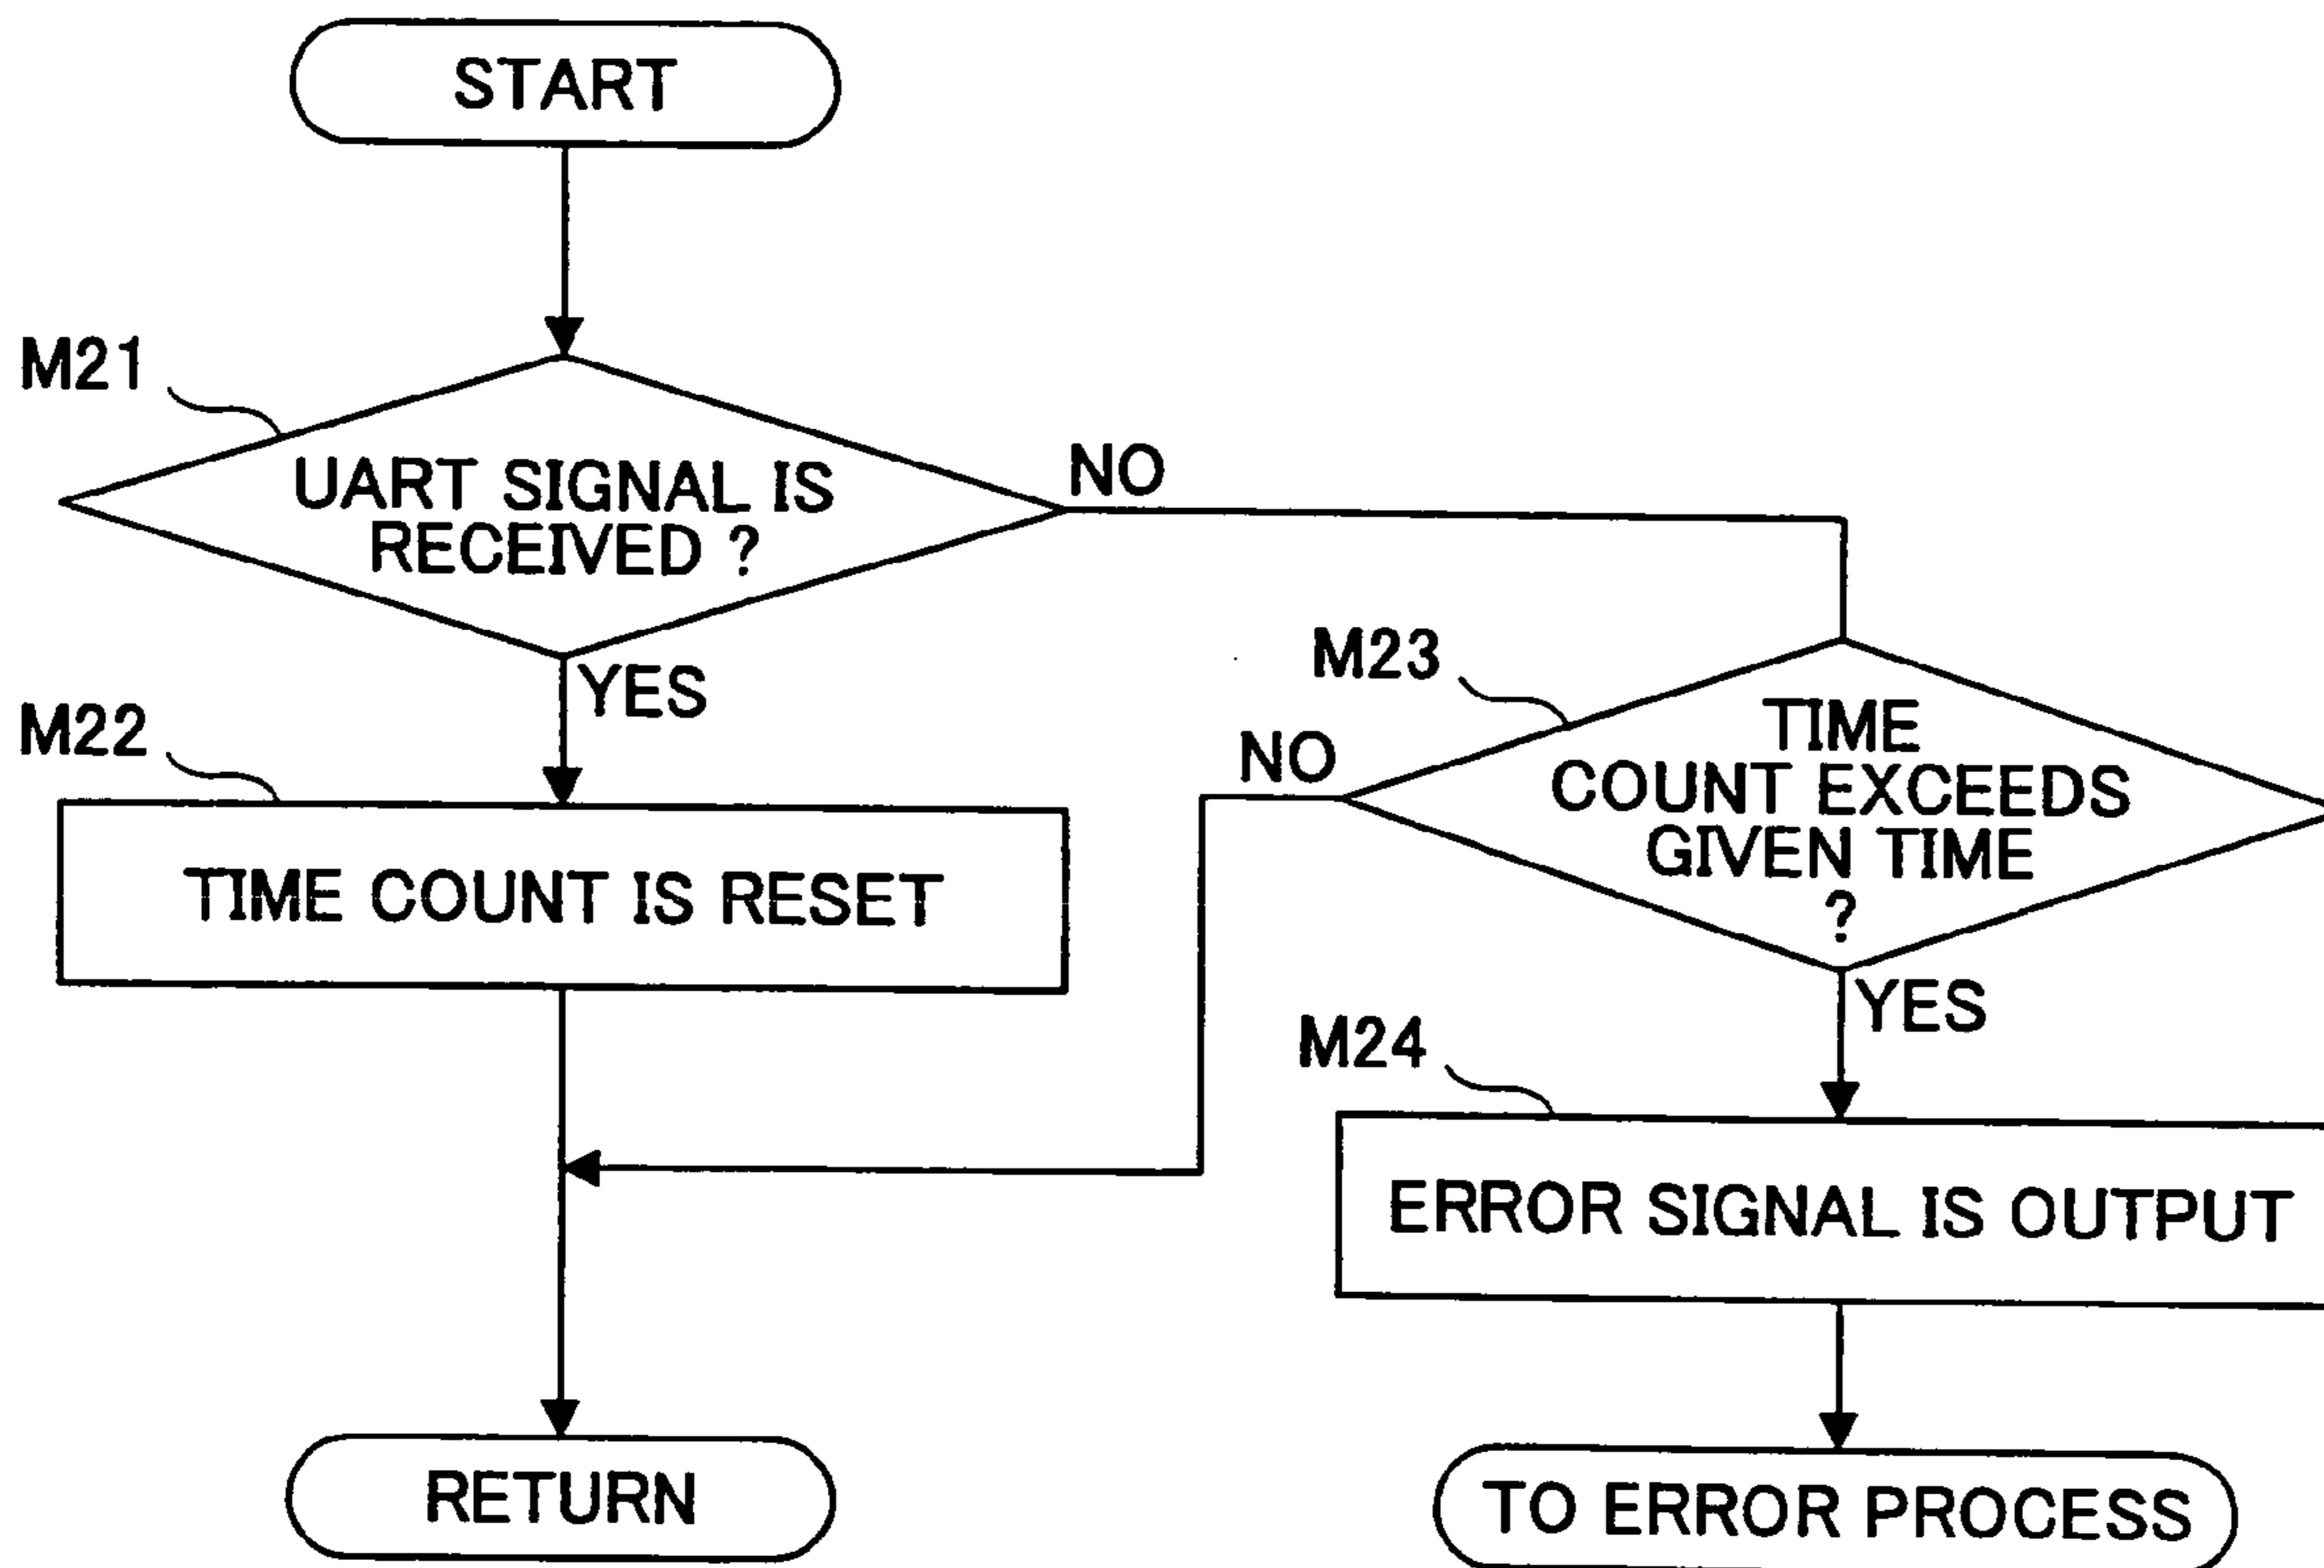 START
M21
UART SIGNAL IS
RECEIVED ?
NO
YES
M22
TIME COUNT IS RESET
M23
TIME
COUNT EXCEEDS
GIVEN TIME
?
NO
YES
M24
ERROR SIGNAL IS OUTPUT
RETURN
TO ERROR PROCESS